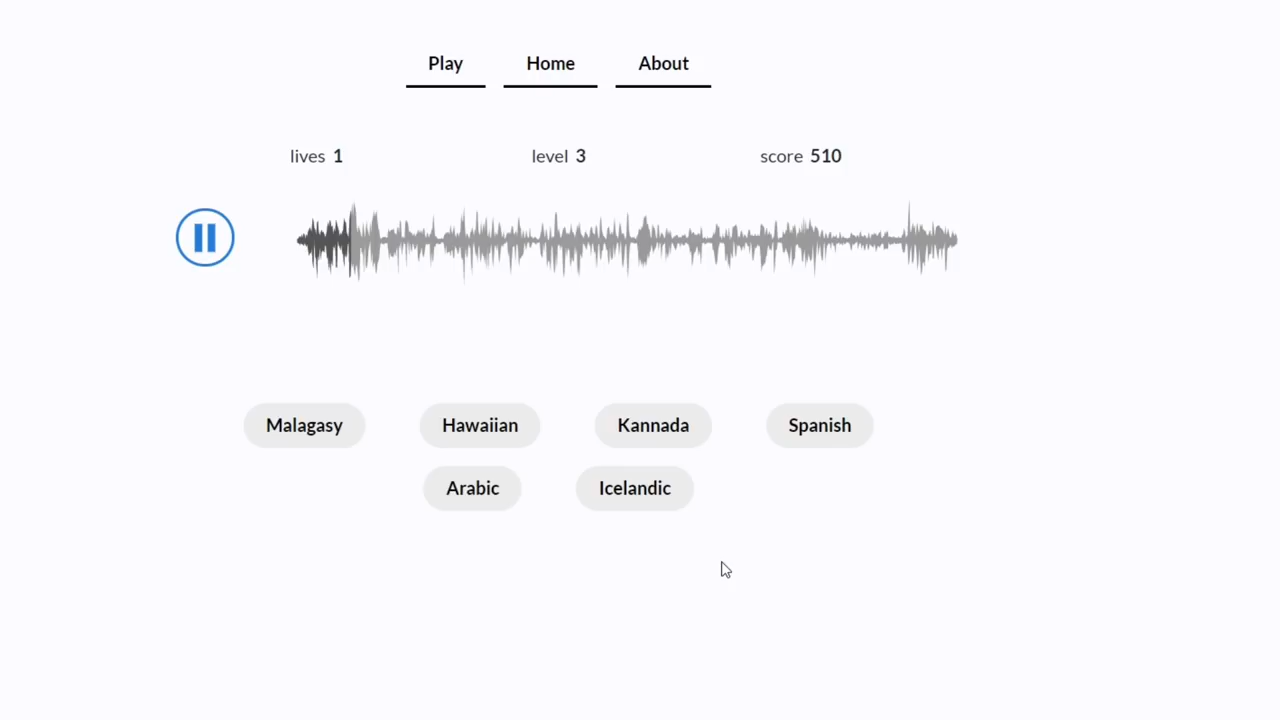 Play Home About
lives 1 level 3 score 510
Malagasy Hawaiian Kannada Spanish
Arabic Icelandic